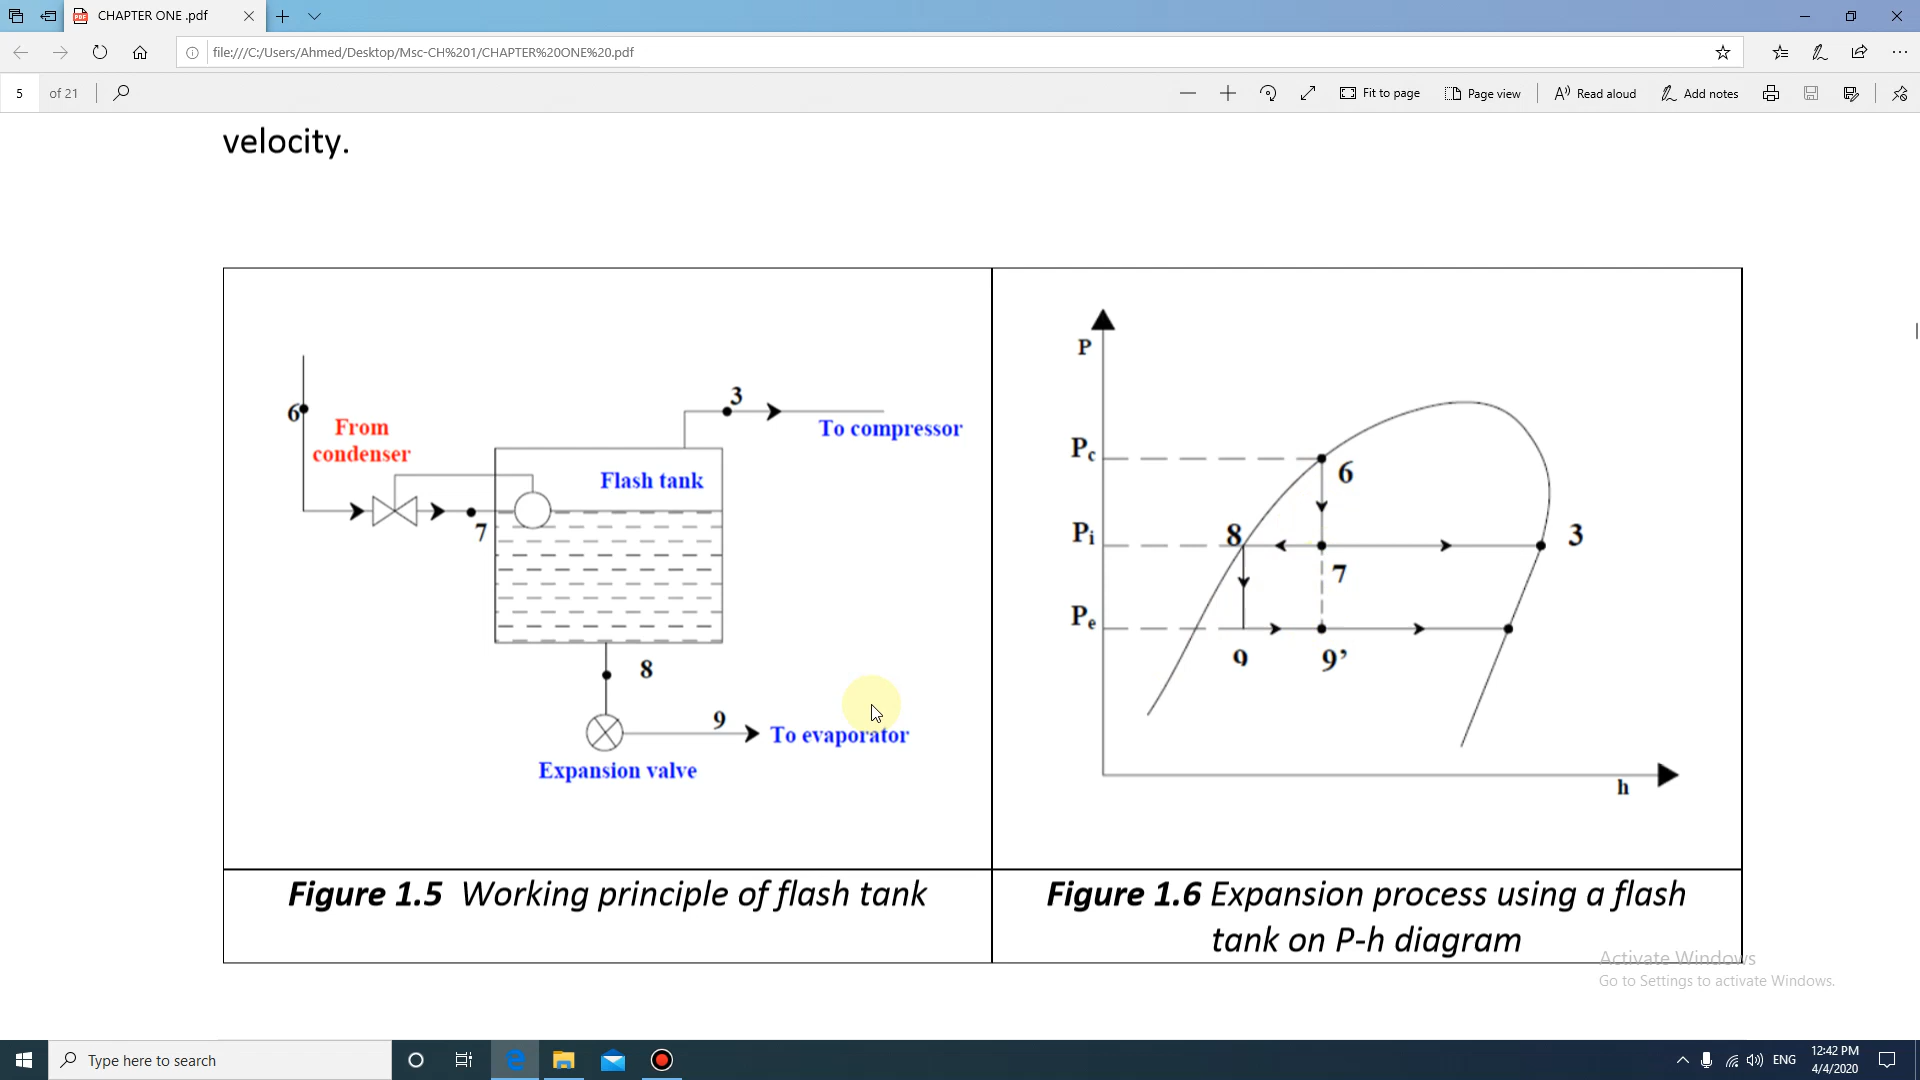 CHAPTER ONE .pdf
file:///C:/Users/Ahmed/Desktop/Msc-CH%201/CHAPTER%20ONE%20.pdf
5 of 21
Fit to page
Page view
Read aloud
Add notes
velocity.
6
From
condenser
7
Flash tank
3
To compressor
8
9
To evaporator
Expansion valve
P
Pc
6
Pi
8
3
7
Pe
9
9’
h
Figure 1.5 Working principle of flash tank
Figure 1.6 Expansion process using a flash
tank on P-h diagram
Activate Windows
Go to Settings to activate Windows.
Type here to search
ENG
12:42 PM
4/4/2020